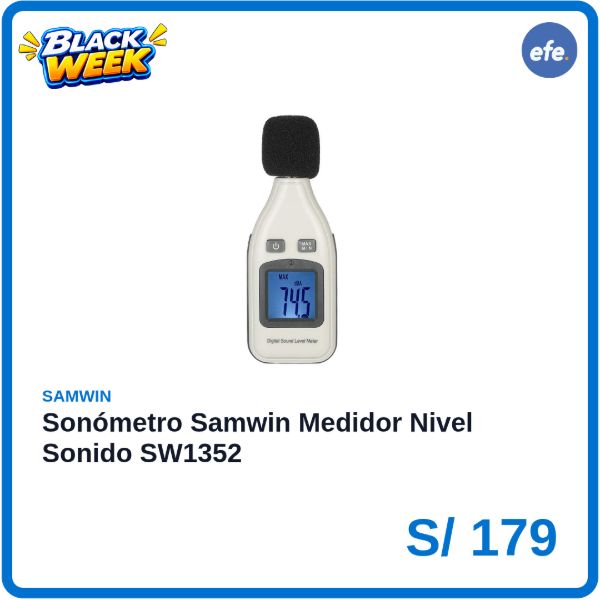 BLACK
WEEK
efe.
MAX
MIN
MAX
dBA
74.5
Digital Sound Level Meter
SAMWIN
Sonómetro Samwin Medidor Nivel
Sonido SW1352
S/ 179